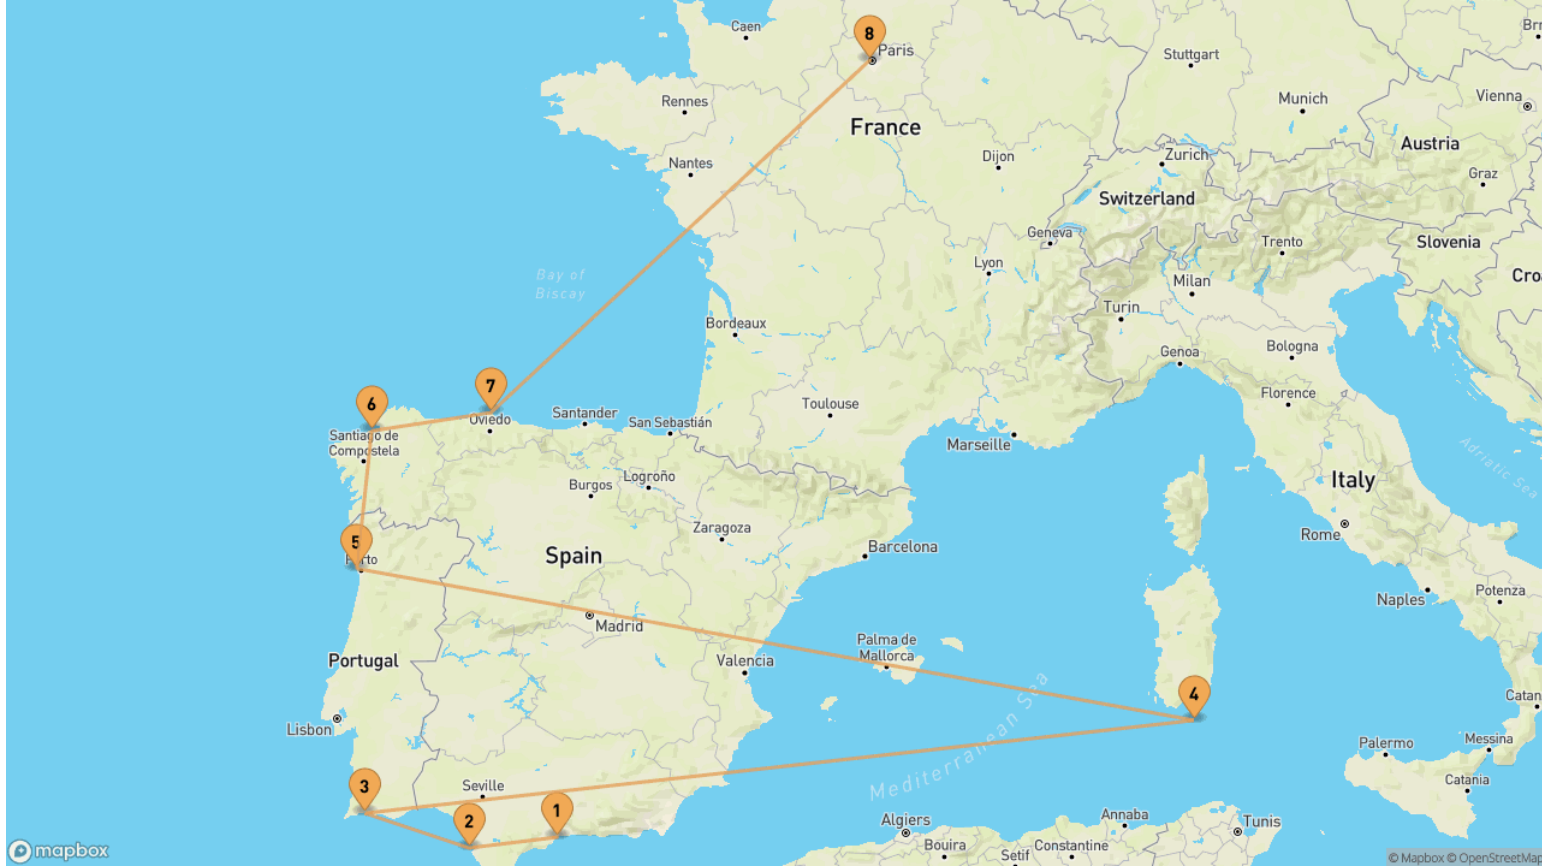 Caen
8
Paris
Stuttgart
Brn
Rennes
Munich
Vienna
France
Austria
Nantes
Dijon
Zurich
Graz
Switzerland
Geneva
Trento
Slovenia
Lyon
Bay of
Biscay
Milan
Cro
Turin
Bordeaux
Genoa
Bologna
7
Florence
6
Toulouse
Santander
Oviedo
San Sebastián
Santiago de
Compostela
Marseille
Adriatic Sea
Logroño
Italy
Burgos
Zaragoza
Rome
5
Porto
Spain
Barcelona
Naples
Potenza
Madrid
Palma de
Mallorca
Portugal
Valencia
4
Catan
Lisbon
Mediterranean Sea
Messina
Palermo
3
Seville
Catania
1
2
Algiers
Annaba
Tunis
Bouira
Constantine
Setif
mapbox
© Mapbox © OpenStreetMap